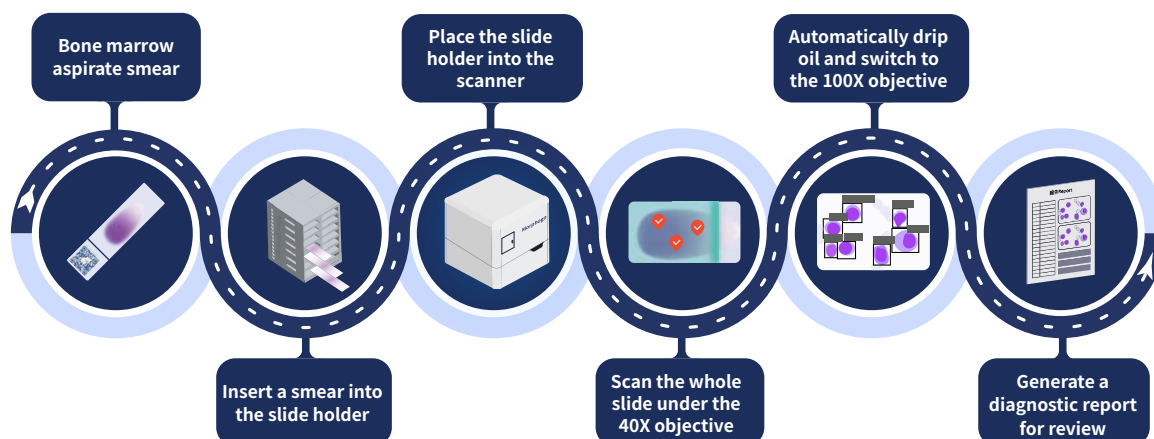 Bone marrow
aspirate smear
Place the slide
holder into the
scanner
Automatically drip
oil and switch to
the 100X objective
Insert a smear into
the slide holder
Scan the whole
slide under the
40X objective
Generate a
diagnostic report
for review